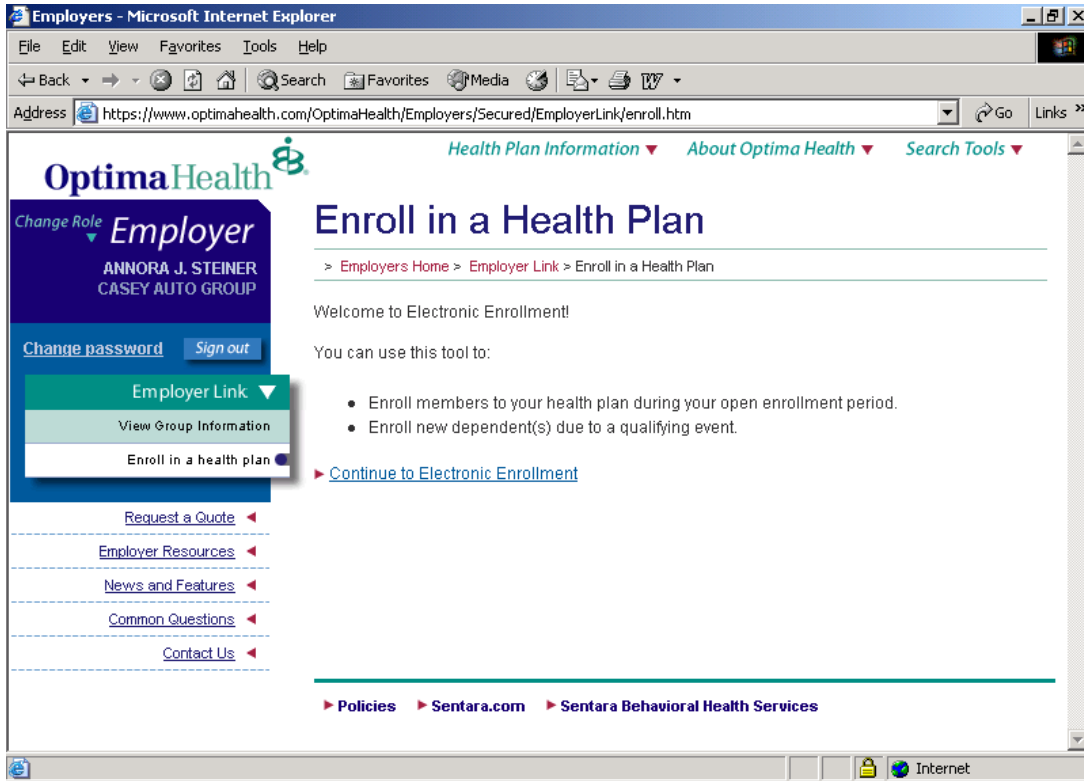 Employers - Microsoft Internet Explorer
File Edit View Favorites Tools Help
Back Search Favorites Media
Address https://www.optimahealth.com/OptimaHealth/Employers/Secured/EmployerLink/enroll.htm Go Links »
OptimaHealth
Health Plan Information ▼ About Optima Health ▼ Search Tools ▼
Change Role ▼ Employer
ANNORA J. STEINER
CASEY AUTO GROUP
Change password Sign out
Employer Link ▼
View Group Information
Enroll in a health plan
Request a Quote
Employer Resources
News and Features
Common Questions
Contact Us
Enroll in a Health Plan
> Employers Home > Employer Link > Enroll in a Health Plan
Welcome to Electronic Enrollment!
You can use this tool to:
• Enroll members to your health plan during your open enrollment period.
• Enroll new dependent(s) due to a qualifying event.
Continue to Electronic Enrollment
Policies Sentara.com Sentara Behavioral Health Services
Internet